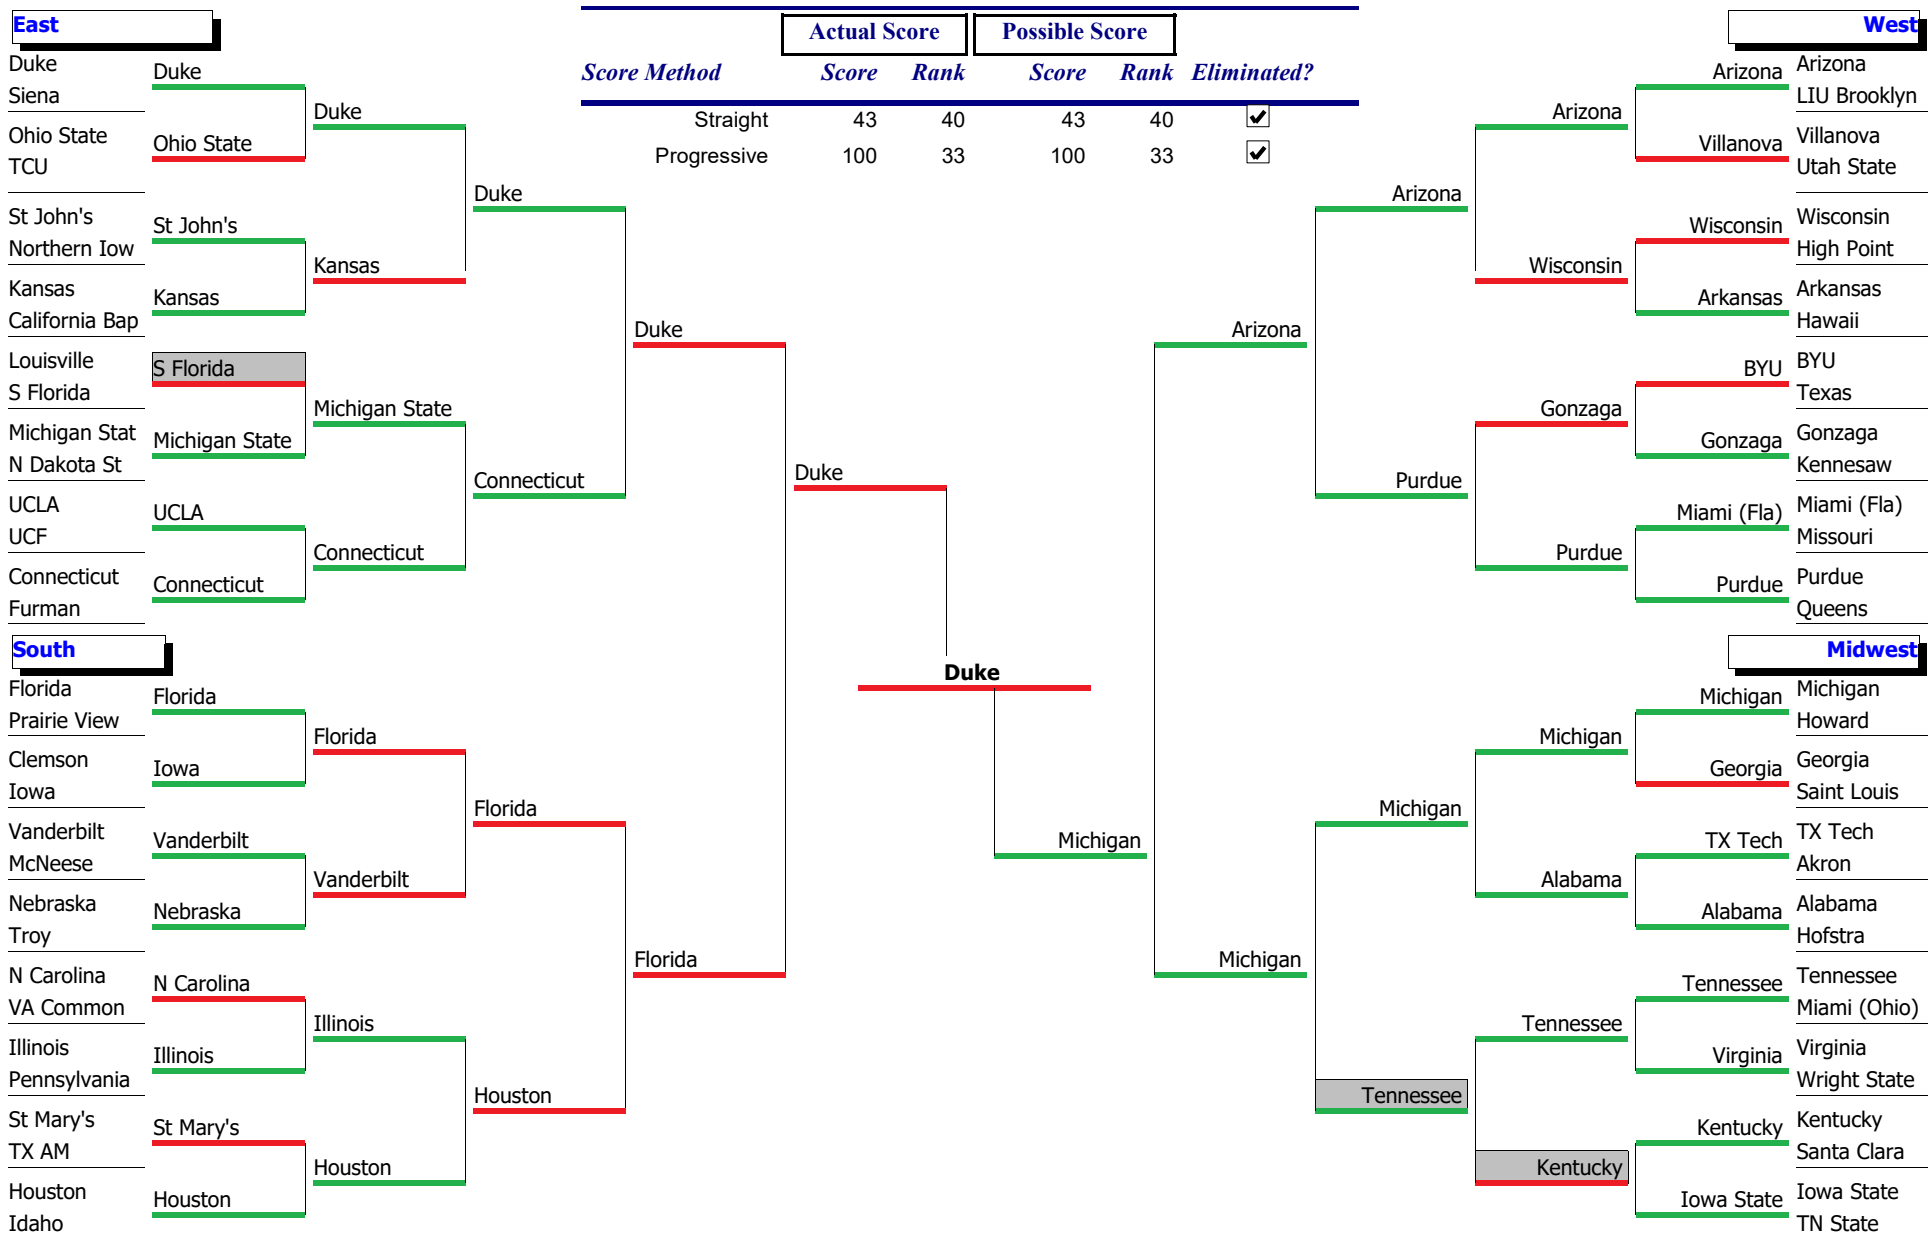 East
Actual Score Possible Score
Score Method Score Rank Score Rank Eliminated?
Straight 43 40 43 40
Progressive 100 33 100 33
West
Duke
Siena
Ohio State
TCU
St John's
Northern Iow
Kansas
California Bap
Louisville
S Florida
Michigan Stat
N Dakota St
UCLA
UCF
Connecticut
Furman
Duke
Ohio State
St John's
Kansas
S Florida
Michigan State
UCLA
Connecticut
Duke
Kansas
Michigan State
Connecticut
Duke
Connecticut
Duke
Duke
Duke
Michigan
Arizona
Arizona
Purdue
Arizona
Wisconsin
Gonzaga
Purdue
Arizona
Villanova
Wisconsin
Arkansas
BYU
Gonzaga
Miami (Fla)
Purdue
Arizona
LIU Brooklyn
Villanova
Utah State
Wisconsin
High Point
Arkansas
Hawaii
BYU
Texas
Gonzaga
Kennesaw
Miami (Fla)
Missouri
Purdue
Queens
South
Florida
Prairie View
Clemson
Iowa
Vanderbilt
McNeese
Nebraska
Troy
N Carolina
VA Common
Illinois
Pennsylvania
St Mary's
TX AM
Houston
Idaho
Florida
Iowa
Vanderbilt
Nebraska
N Carolina
Illinois
St Mary's
Houston
Florida
Vanderbilt
Illinois
Houston
Florida
Houston
Florida
Midwest
Michigan
Michigan
Tennessee
Michigan
Alabama
Tennessee
Kentucky
Michigan
Georgia
TX Tech
Alabama
Tennessee
Virginia
Kentucky
Iowa State
Michigan
Howard
Georgia
Saint Louis
TX Tech
Akron
Alabama
Hofstra
Tennessee
Miami (Ohio)
Virginia
Wright State
Kentucky
Santa Clara
Iowa State
TN State